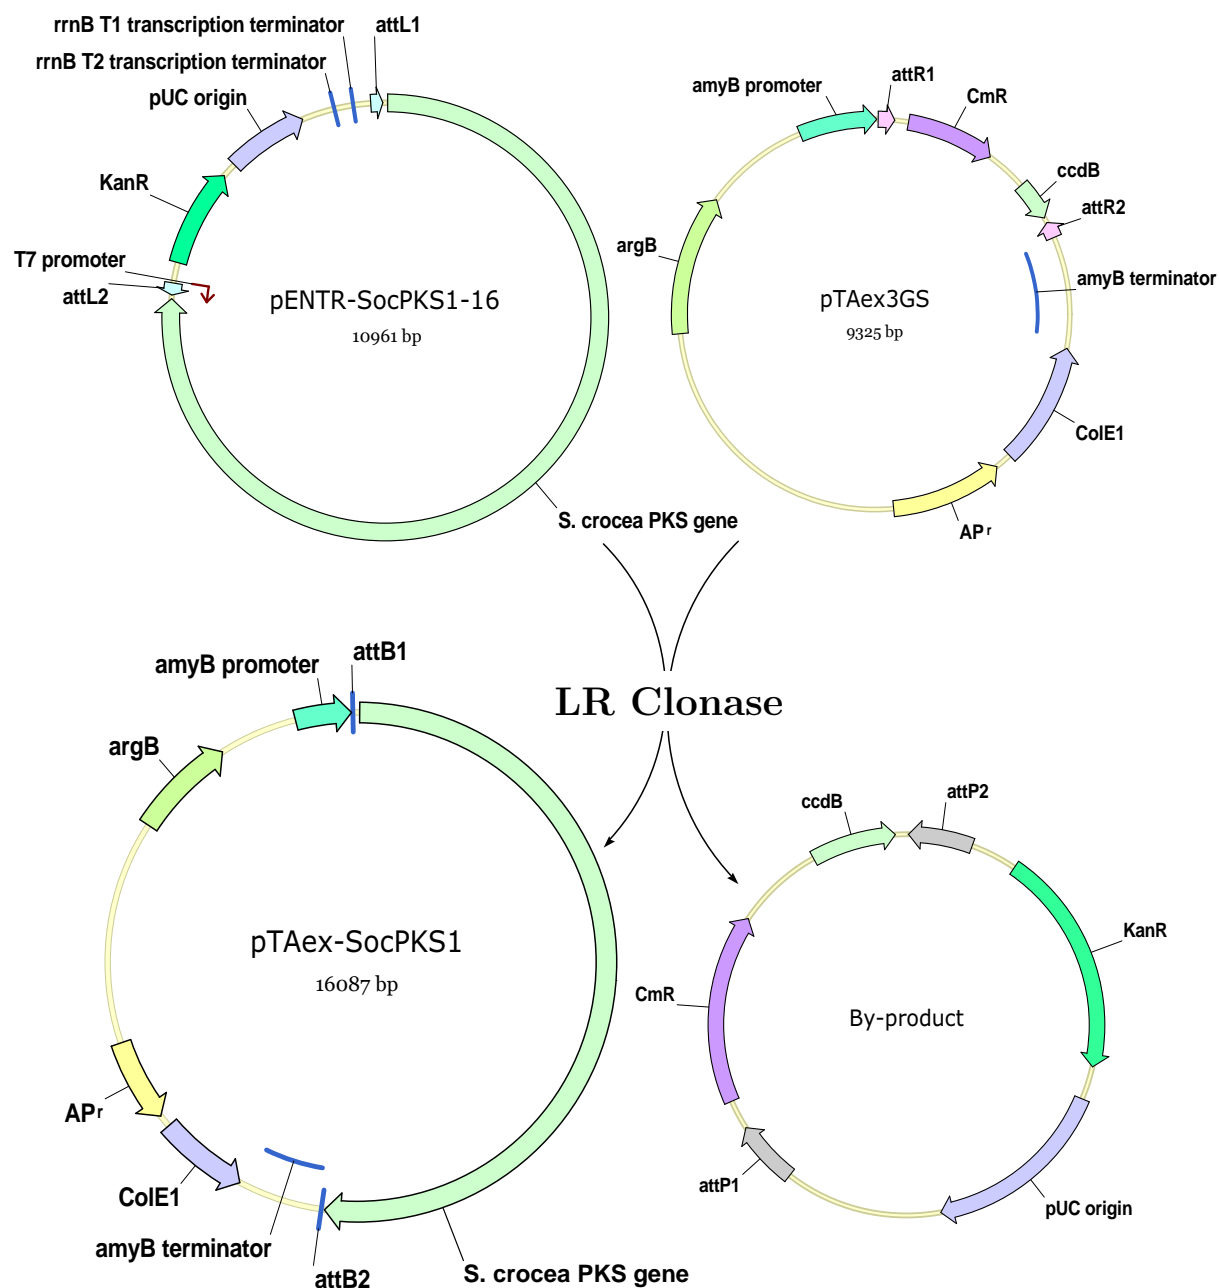 rrnB T1 transcription terminator
attL1
rrnB T2 transcription terminator
pUC origin
KanR
T7 promoter
attL2
pENTR-SocPKS1-16
10961 bp
S. crocea PKS gene
amyB promoter
attR1
CmR
ccdB
attR2
argB
amyB terminator
pTAex3GS
9325 bp
ColE1
APr
LR Clonase
amyB promoter
attB1
argB
pTAex-SocPKS1
16087 bp
APr
ColE1
amyB terminator
attB2
S. crocea PKS gene
ccdB
attP2
KanR
CmR
By-product
attP1
pUC origin